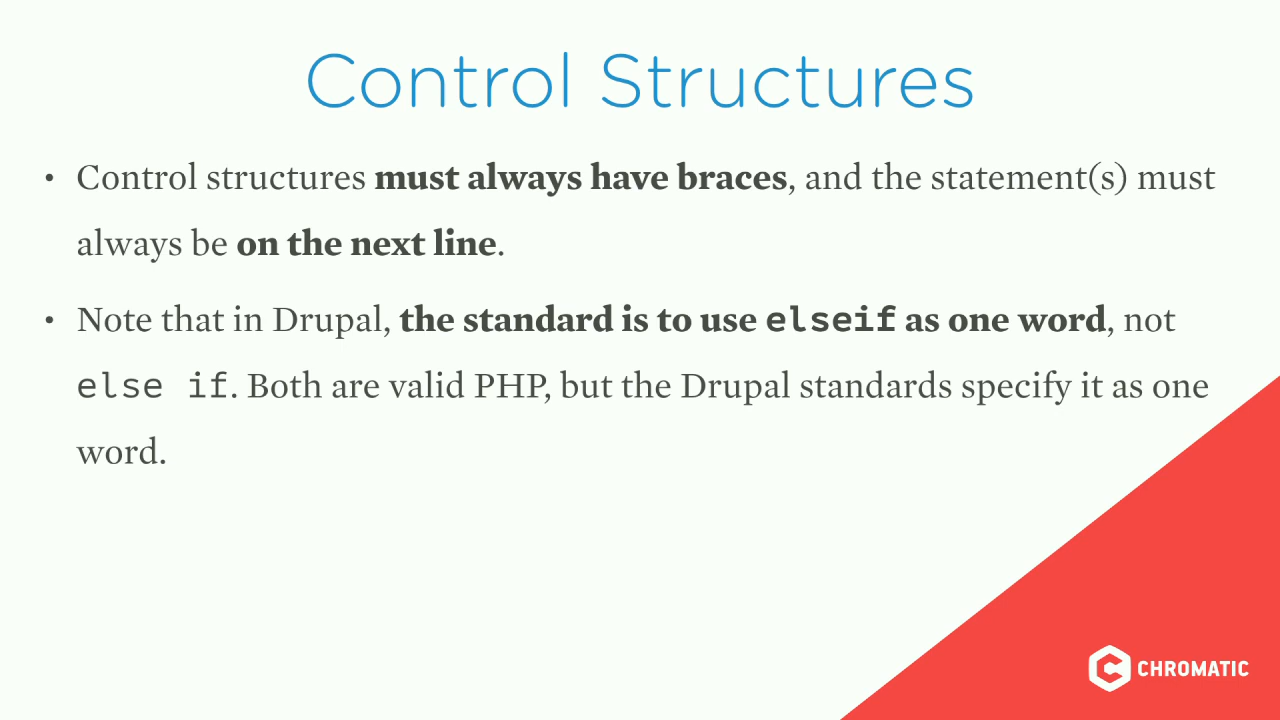 Control Structures
• Control structures must always have braces, and the statement(s) must
always be on the next line.
• Note that in Drupal, the standard is to use elseif as one word, not
else if. Both are valid PHP, but the Drupal standards specify it as one
word.
CHROMATIC